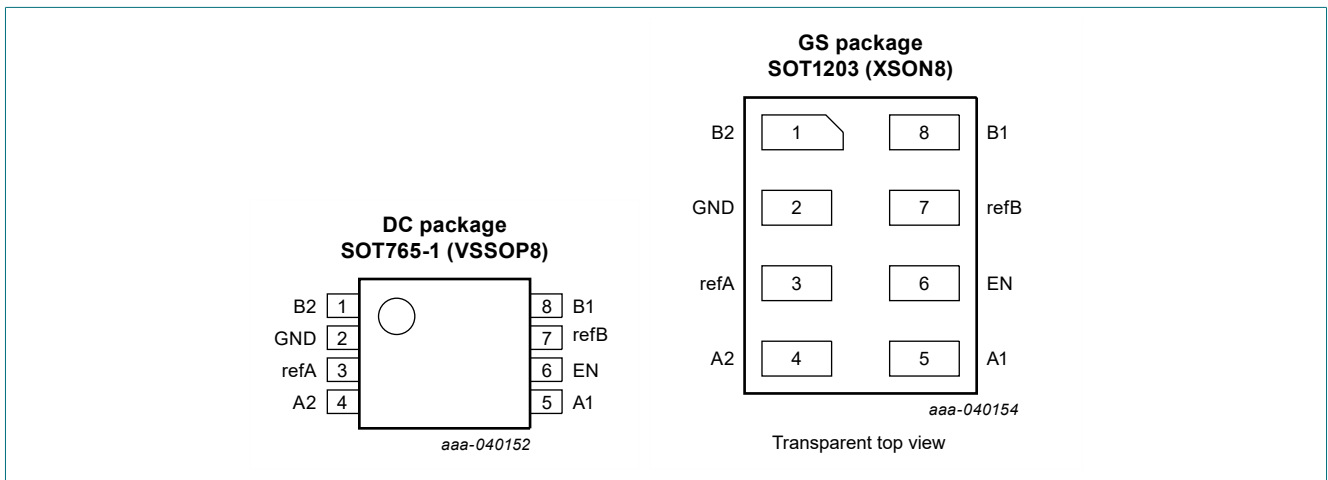 DC package
SOT765-1 (VSSOP8)
B2 1 8 B1
GND 2 7 refB
refA 3 6 EN
A2 4 5 A1
aaa-040152
GS package
SOT1203 (XSON8)
B2 1 8 B1
GND 2 7 refB
refA 3 6 EN
A2 4 5 A1
aaa-040154
Transparent top view